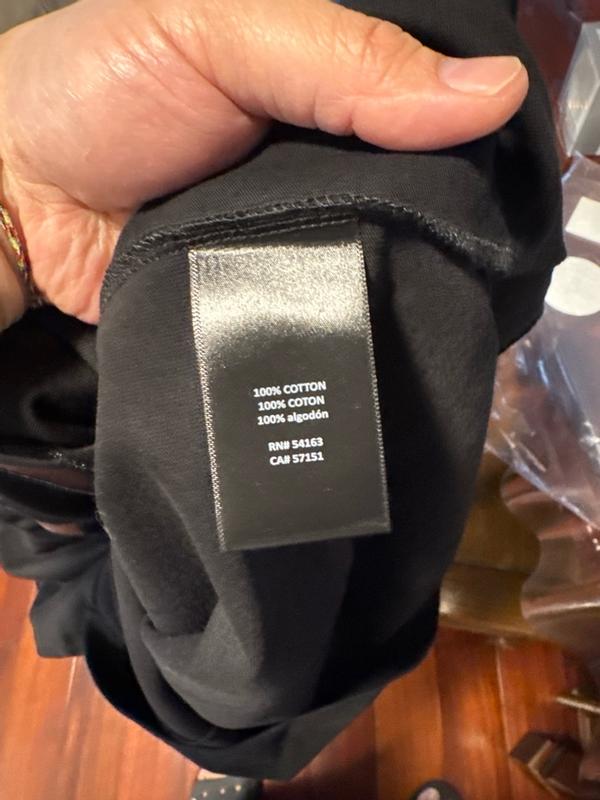 100% COTTON
100% COTON
100% algodón
RN# 54163
CA# 57151